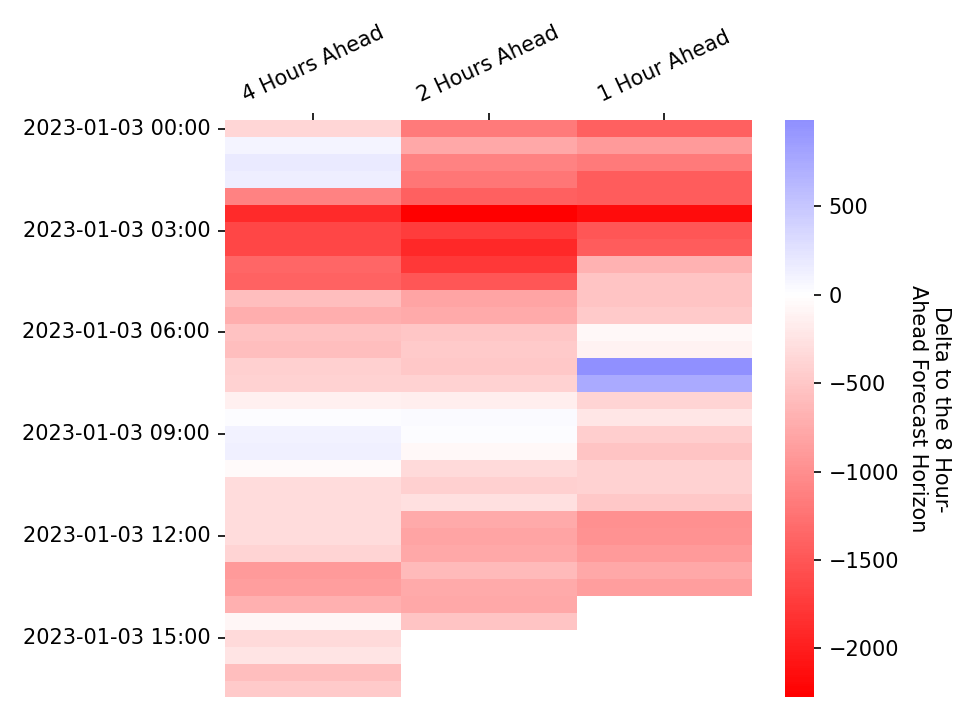 4 Hours Ahead
2 Hours Ahead
1 Hour Ahead
2023-01-03 00:00
2023-01-03 03:00
2023-01-03 06:00
2023-01-03 09:00
2023-01-03 12:00
2023-01-03 15:00
500
0
−500
−1000
−1500
−2000
Delta to the 8 Hour-
Ahead Forecast Horizon